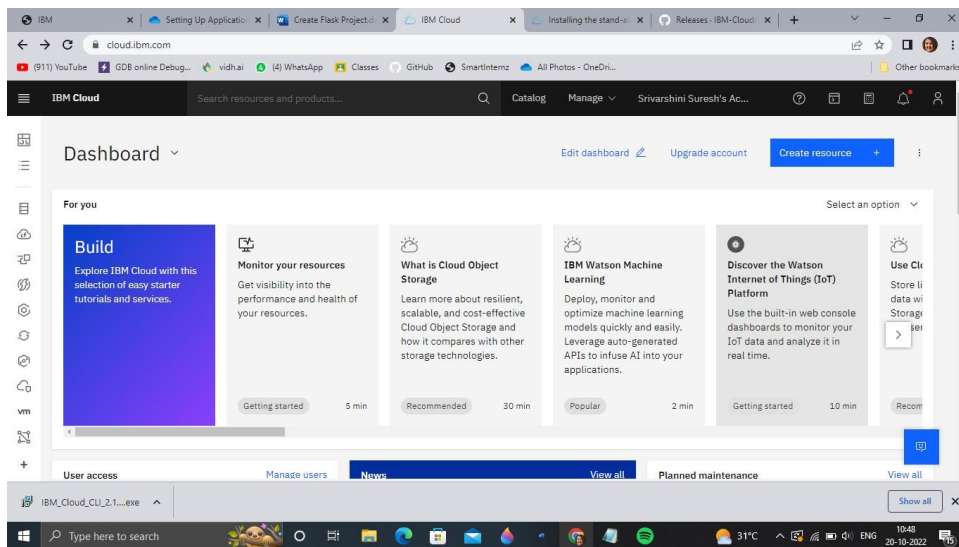 IBM
Setting Up Application
Create Flask Project.d
IBM Cloud
Installing the stand-a
Releases - IBM-Cloud
cloud.ibm.com
(911) YouTube
GDB online Debug...
vidh.ai
(4) WhatsApp
Classes
GitHub
SmartInternz
All Photos - OneDri...
Other bookmarks
IBM Cloud
Search resources and products...
Catalog
Manage
Srivarshini Suresh's Ac...
Dashboard
Edit dashboard
Upgrade account
Create resource +
For you
Select an option
Build
Explore IBM Cloud with this
selection of easy starter
tutorials and services.
Monitor your resources
Get visibility into the
performance and health of
your resources.
Getting started 5 min
What is Cloud Object
Storage
Learn more about resilient,
scalable, and cost-effective
Cloud Object Storage and
how it compares with other
storage technologies.
Recommended 30 min
IBM Watson Machine
Learning
Deploy, monitor and
optimize machine learning
models quickly and easily.
Leverage auto-generated
APIs to infuse AI into your
applications.
Popular 2 min
Discover the Watson
Internet of Things (IoT)
Platform
Use the built-in web console
dashboards to monitor your
IoT data and analyze it in
real time.
Getting started 10 min
Use Clo
Store li
data wi
Storage
ser
Recom
vm
User access Manage users
News View all
Planned maintenance View all
IBM_Cloud_CLI_2.1....exe
Show all
Type here to search
31°C
ENG
10:48
20-10-2022
15